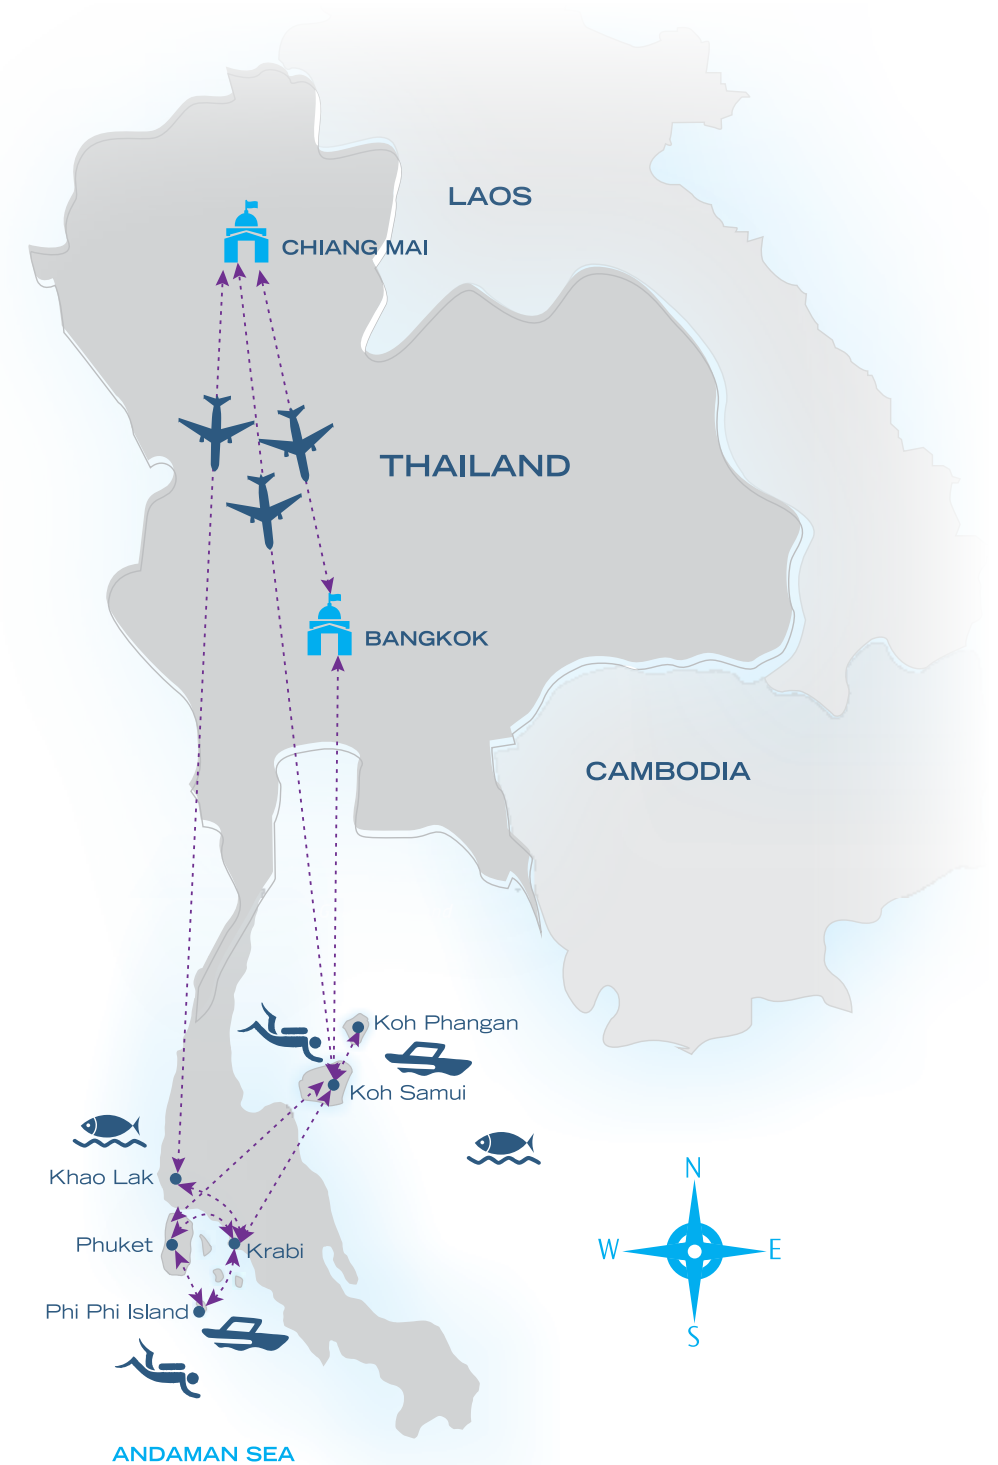 LAOS
CHIANG MAI
THAILAND
BANGKOK
CAMBODIA
Koh Phangan
Koh Samui
Khao Lak
N
Phuket
Krabi
W
E
Phi Phi Island
S
ANDAMAN SEA